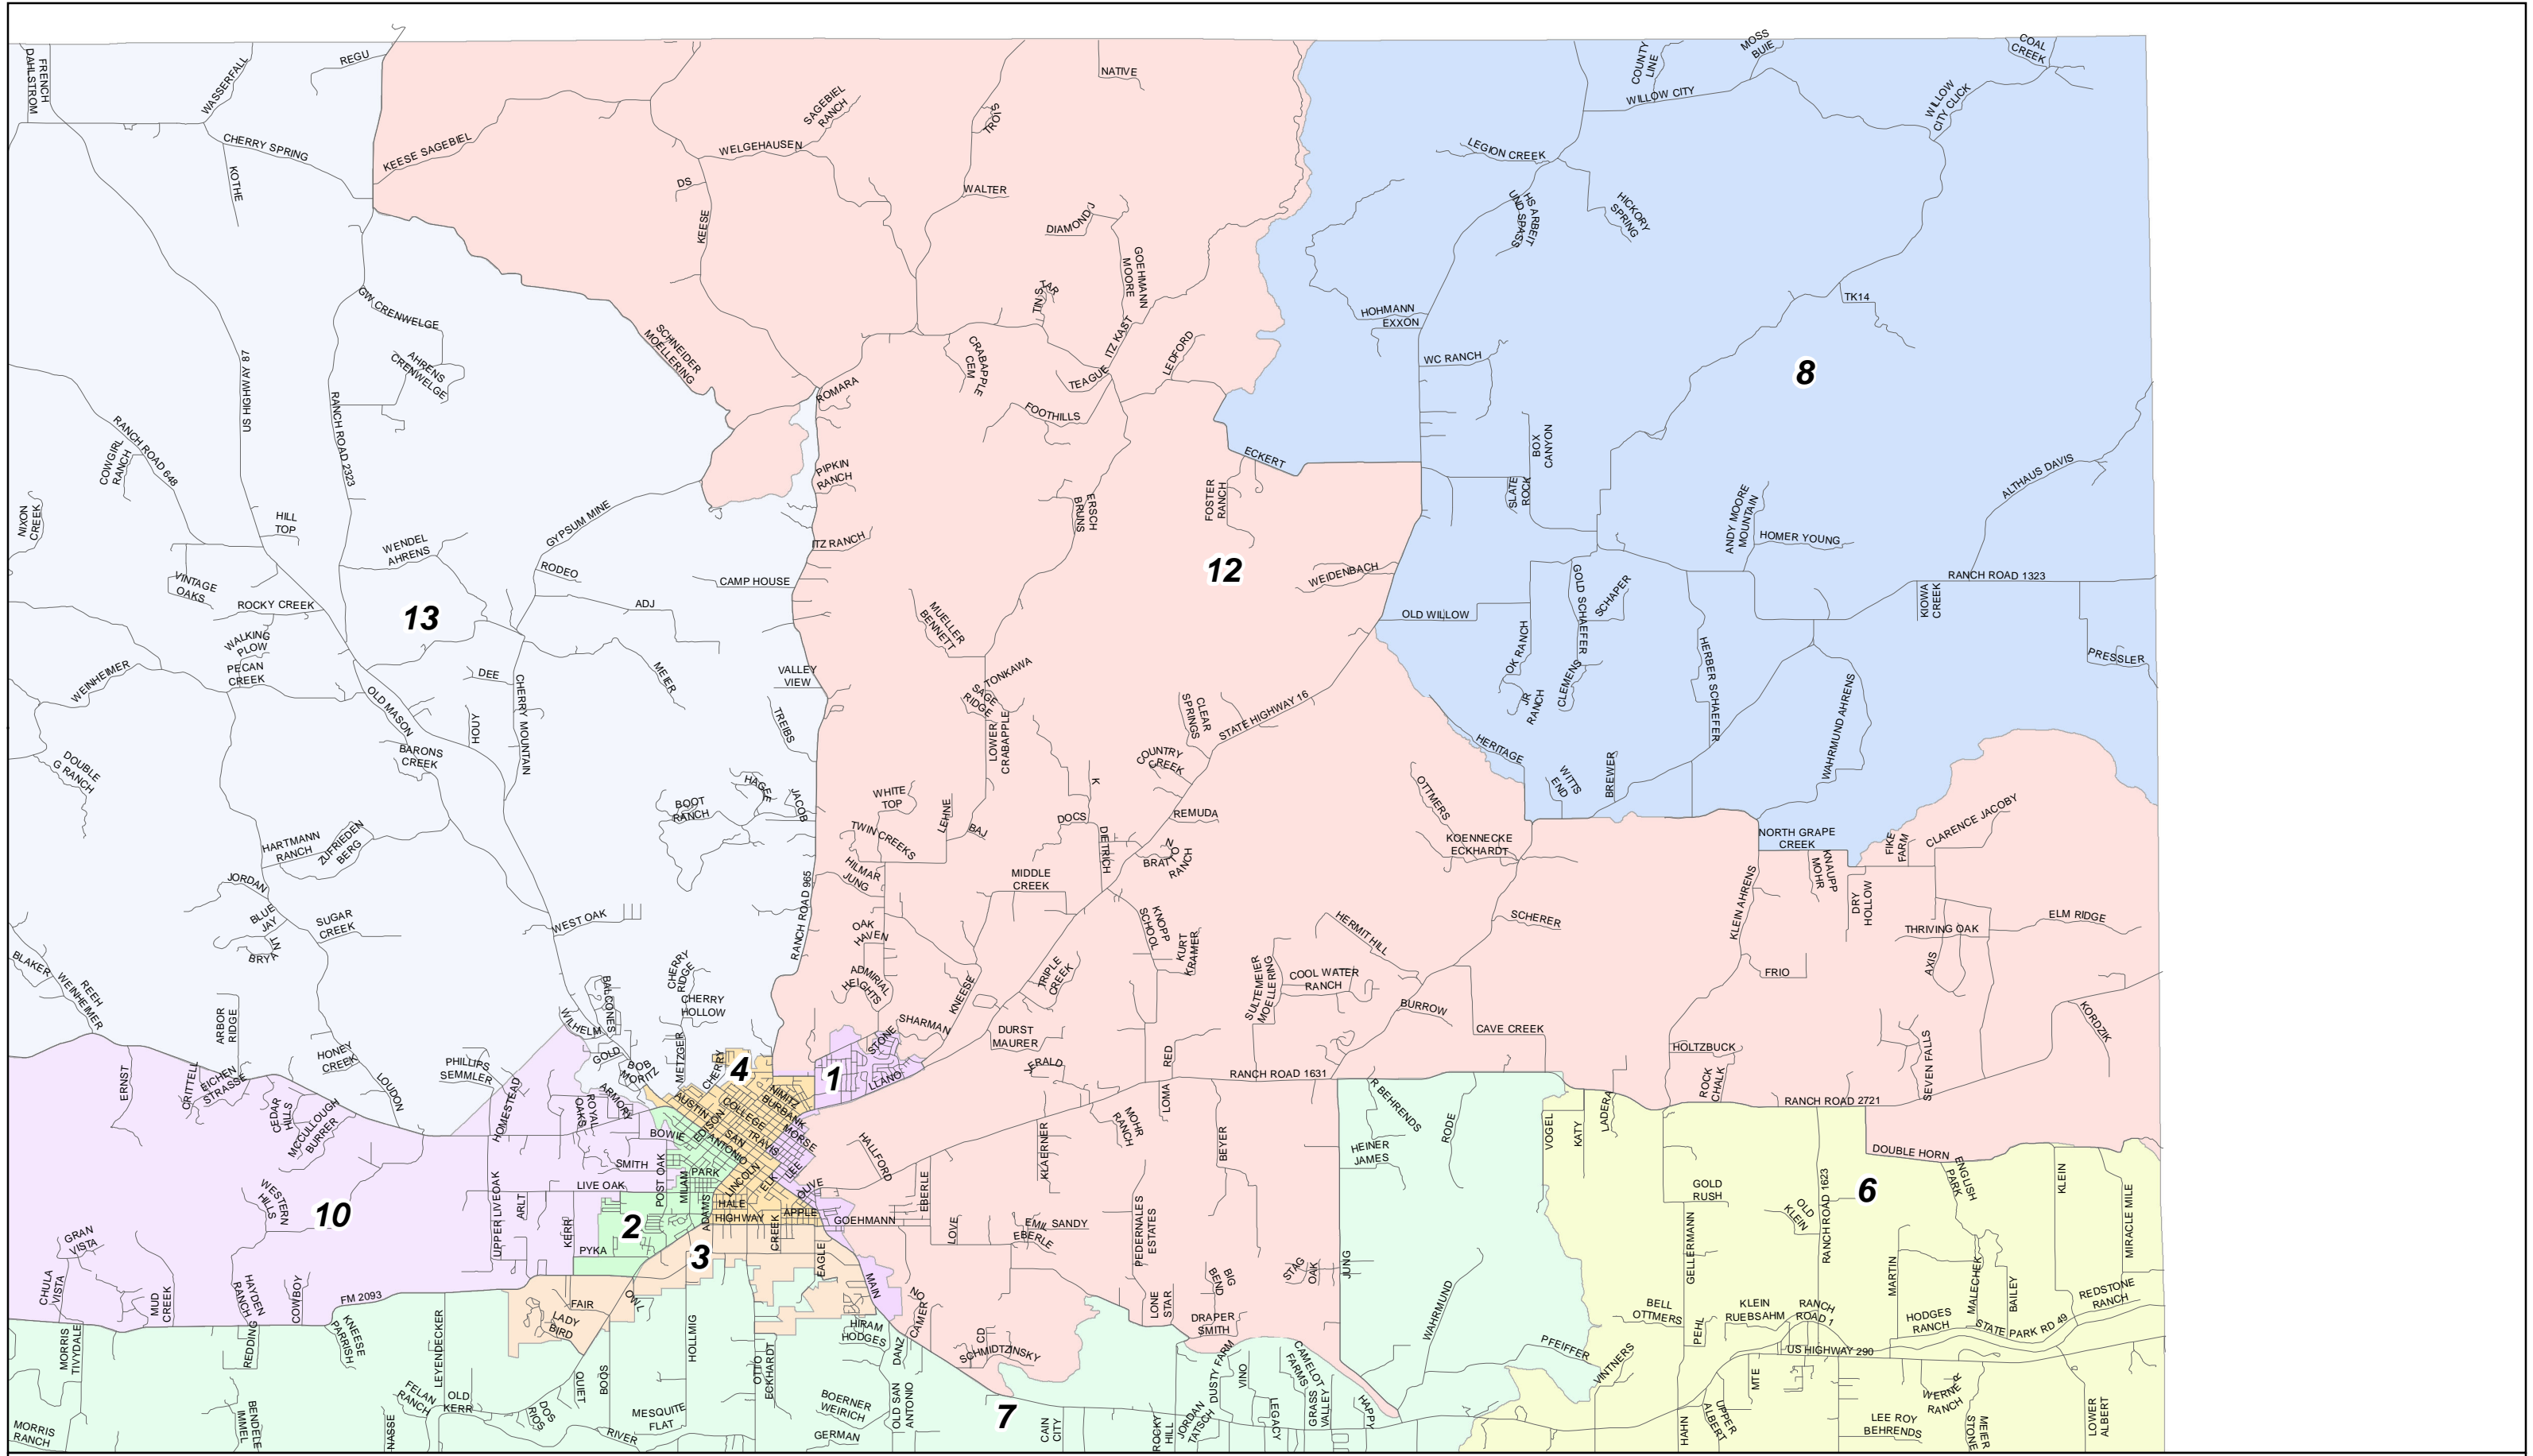 DAHLSTROM
FRENCH
WASSERFALL
REGU
CHERRY SPRING
KOTHE
KEESE SAGEBIEL
SAGEBIEL
RANCH
WELGEHAUSEN
DS
KEESE
NATIVE
TROIS
WALTER
DIAMOND J
GOEHMANN
MOORE
TIN STAR
ITZ KAST
TEAGUE
LEDFORD
CRABAPPLE
CEM
FOOTHILLS
ROMARA
SCHNEIDER
MOELLERING
GW CRENWELGE
AHRENS
CRENWELGE
US HIGHWAY 87
RANCH ROAD 2323
RANCH ROAD 648
COWGIRL
RANCH
NIXON
CREEK
HILL
TOP
WENDEL
AHRENS
GYPSUM MINE
RODEO
ADJ
CAMP HOUSE
PIPKIN
RANCH
ITZ RANCH
ERSCH
BRUNS
FOSTER
RANCH
ECKERT
WEIDENBACH
12
13
8
COUNTY
LINE
MOSS
BUIE
COAL
CREEK
WILLOW CITY
WILLOW
CITY CLICK
LEGION CREEK
HS ARBEIT
UND SPASS
HICKORY
SPRING
HOHMANN
EXXON
WC RANCH
TK14
BOX
CANYON
SLATE
ROCK
ALTHAUS DAVIS
ANDY MOORE
MOUNTAIN
HOMER YOUNG
RANCH ROAD 1323
KIOWA
CREEK
PRESSLER
OLD WILLOW
GOLD SCHAEFER
SCHAPER
OK RANCH
CLEMENS
JR
RANCH
HERBER SCHAEFER
WAHRMUND AHRENS
HERITAGE
WITTS
END
BREWER
VINTAGE
OAKS
ROCKY CREEK
WALKING
PLOW
PECAN
CREEK
WEINHEIMER
OLD MASON
DEE
HOUY
CHERRY MOUNTAIN
MEIER
VALLEY
VIEW
TREIBS
BARONS
CREEK
DOUBLE
G RANCH
HAGEE
BOOT
RANCH
JACOB
HARTMANN
RANCH
ZUFRIEDEN
BERG
JORDAN
BLUE
JAY
BRYANT
SUGAR
CREEK
WEST OAK
RANCH ROAD 965
MUELLER
BENNETT
TONKAWA
SAGE
RIDGE
LOWER
CRABAPPLE
CLEAR
SPRINGS
STATE HIGHWAY 16
COUNTRY
CREEK
K
WHITE
TOP
TWIN CREEKS
LEHNE
BAJ
DOCS
REMUDA
DIETRICH
BRATTON
RANCH
HILMAR
JUNG
MIDDLE
CREEK
OAK
HAVEN
KNOPP
SCHOOL
KURT
KRAMER
ADMIRIAL
HEIGHTS
KNEESE
TRIPLE
CREEK
SHARMAN
DURST
MAURER
STONE
OTTMERS
KOENNECKE
ECKHARDT
HERMIT HILL
SCHERER
SULTEMEIER
MOELLERING
COOL WATER
RANCH
BURROW
CAVE CREEK
NORTH GRAPE
CREEK
KNAUPP
MOHR
FIKE
FARM
CLARENCE JACOBY
DRY
HOLLOW
KLEIN AHRENS
THRIVING OAK
ELM RIDGE
AXIS
FRIO
KORDZIK
HOLTZBUCK
ROCK
CHALK
SEVEN FALLS
BLAKER
REEH
WEINHEIMER
ARBOR
RIDGE
HONEY
CREEK
CRITTELL
EICHEN
STRASSE
ERNST
CEDAR
HILLS
MCCULLOUGH
BURRER
LOUDON
PHILLIPS
SEMMLER
HOMESTEAD
WILHELM
BALCONES
GOLD
BOB
MORITZ
METZGER
CHERRY
RIDGE
CHERRY
HOLLOW
CHERRY
ARMORY
ROYAL
OAKS
4
1
NIMITZ
BURBANK
COLLEGE
AUSTIN
EDISON
SAN
ANTONIO
TRAVIS
MORSE
LEE
LLANO
BOWIE
SMITH
LIVE OAK
POST OAK
MILAM
PARK
LINCOLN
ELK
OLIVE
ADAMS
HALE
HIGHWAY
APPLE
CREEK
EAGLE
MAIN
10
2
3
WESTERN
HILLS
GRAN
VISTA
CHULA
VISTA
MUD
CREEK
HAYDEN
RANCH
COWBOY
FM 2093
UPPER LIVEOAK
ARLT
KERR
PYKA
FAIR
LADY
BIRD
OWL
HALLFORD
GOEHMANN
EBERLE
LOVE
EMIL SANDY
EBERLE
KLAERNER
MOHR
RANCH
XERALD
RED
LOMA
RANCH ROAD 1631
BEYER
PEDERNALES
ESTATES
LONE
STAR
BIG
BEND
STAG
OAK
DRAPER
SMITH
JUNG
R BEHRENDS
HEINER
JAMES
RODE
VOGEL
KATY
LADERA
RANCH ROAD 2721
DOUBLE HORN
ENGLISH
PARK
KLEIN
MIRACLE MILE
6
GOLD
RUSH
OLD
KLEIN
RANCH ROAD 1623
GELLERMANN
MARTIN
MALECHEK
BAILEY
BELL
OTTMERS
PEHL
KLEIN
RUEBSAHM
RANCH
ROAD 1
HODGES
RANCH
STATE PARK RD 49
REDSTONE
RANCH
US HIGHWAY 290
WAHRMUND
PFEIFFER
VINTNERS
MTE
HAHN
UPPER
ALBERT
WERNER
RANCH
LEE ROY
BEHRENDS
MEIER
STONE
LOWER
ALBERT
MORRIS
TIVYDALE
REDDING
KNEESE
PARRISH
LEYENDECKER
MORRIS
RANCH
BENDELE
IMMEL
NASSE
FELAN
RANCH
OLD
KERR
DOS
RIOS
QUIET
BOOS
HOLLMIG
MESQUITE
FLAT
RIVER
OTTO
ECKHARDT
HIRAM
HODGES
DANZ
NO
CAMER
CD
SCHMIDTZINSKY
BOERNER
WEIRICH
GERMAN
OLD SAN
ANTONIO
7
CAIN
CITY
ROCKY
HILL
JORDAN
TATSCH
DUSTY FARM
VINO
LEGACY
CAMELOT
FARMS
GRASS
VALLEY
HAPPY